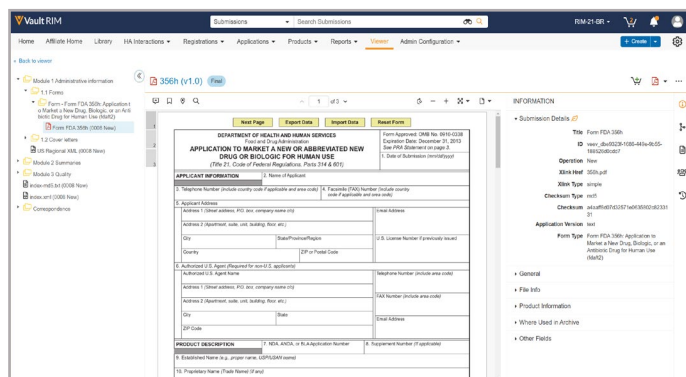 Vault RIM
Submissions
Search Submissions
RIM-21-BR
Home Affiliate Home Library HA Interactions Registrations Applications Products Reports Viewer Admin Configuration
+ Create
Back to viewer
Module 1 Administrative information
1.1 Forms
Form - Form FDA 356h: Application t
o Market a New Drug, Biologic, or an Anti
biotic Drug for Human Use (Idaft2)
Form FDA 356h (0008 New)
1.2 Cover letters
US Regional XML (0008 New)
Module 2 Summaries
Module 3 Quality
index-md5.txt (0008 New)
index-xml (0008 New)
Correspondence
356h (v1.0) Final
1 of 3
Next Page Export Data Import Data Reset Form
DEPARTMENT OF HEALTH AND HUMAN SERVICES
Food and Drug Administration
APPLICATION TO MARKET A NEW OR ABBREVIATED NEW
DRUG OR BIOLOGIC FOR HUMAN USE
(Title 21, Code of Federal Regulations, Parts 314 & 601)
Form Approved: OMB No. 0910-0338
Expiration Date: December 31, 2013
See PRA Statement on page 3.
1. Date of Submission (mm/dd/yyyy)
APPLICANT INFORMATION
2. Name of Applicant
3. Telephone Number (Include country code if applicable and area code)
4. Facsimile (FAX) Number (Include country
code if applicable and area code)
5. Applicant Address
Address 1 (Street address, P.O. box, company name c/o)
Email Address
Address 2 (Apartment, suite, unit, building, floor, etc.)
City
State/Province/Region
U.S. License Number if previously issued
Country
ZIP or Postal Code
6. Authorized U.S. Agent (Required for non-U.S. applicants)
Authorized U.S. Agent Name
Telephone Number (Include area code)
Address 1 (Street address, P.O. box, company name c/o)
FAX Number (Include area code)
Address 2 (Apartment, suite, unit, building, floor, etc.)
City
State
Email Address
ZIP Code
PRODUCT DESCRIPTION
7. NDA, ANDA, or BLA Application Number
8. Supplement Number (If applicable)
9. Established Name (e.g., proper name, USP/USAN name)
10. Proprietary Name (Trade Name) (If any)
INFORMATION
Submission Details
Title Form FDA 356h
ID
Operation New
Xlink Href 356h.pdf
Xlink Type simple
Checksum Type md5
Checksum
Application Version text
Form Type Form FDA 356h: Application to
Market a New Drug, Biologic, or an
Antibiotic Drug for Human Use
(Idaft2)
General
File Info
Product Information
Where Used in Archive
Other Fields